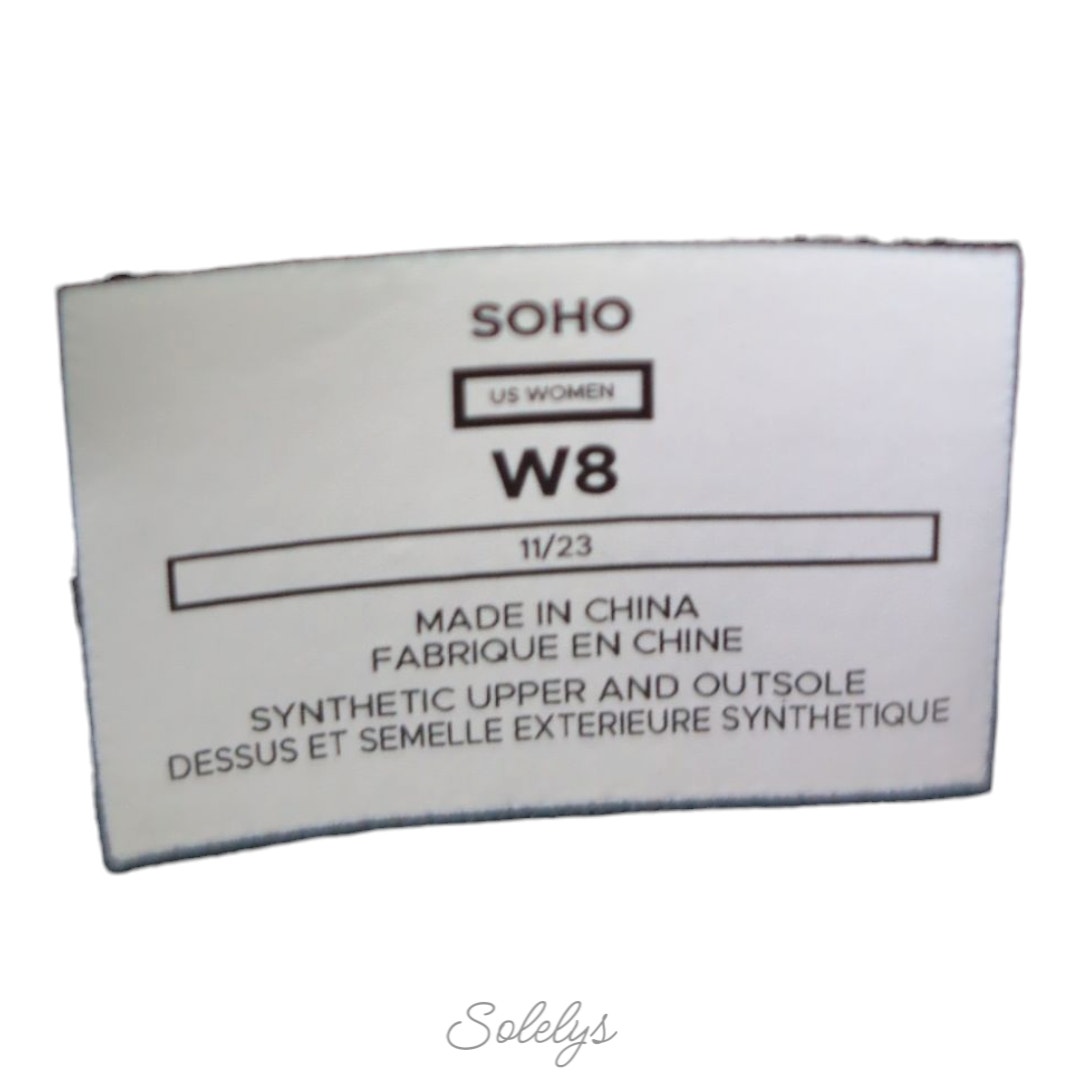 SOHO
US WOMEN
W8
11/23
MADE IN CHINA
FABRIQUE EN CHINE
SYNTHETIC UPPER AND OUTSOLE
DESSUS ET SEMELLE EXTERIEURE SYNTHETIQUE
Solelys